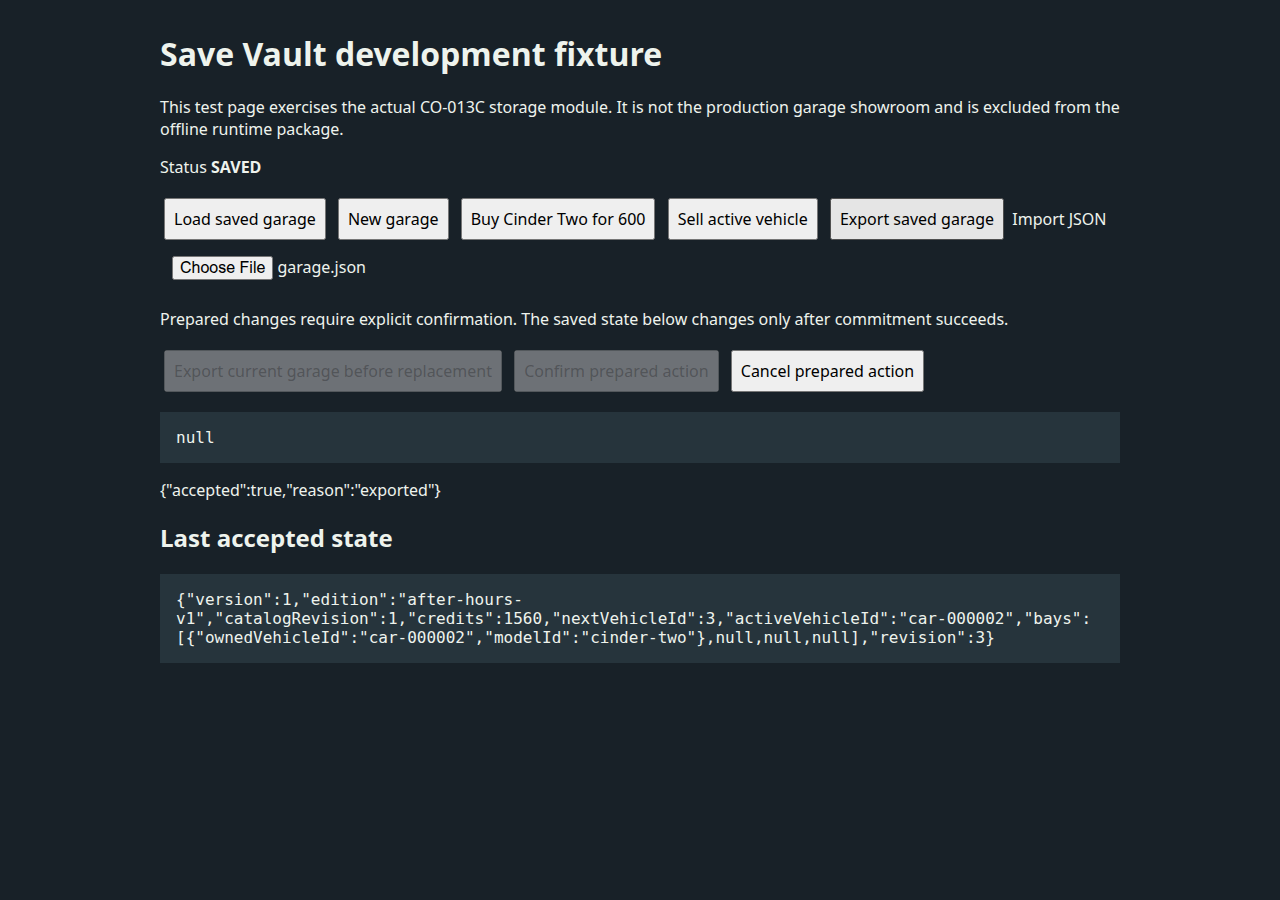 Save Vault development fixture
This test page exercises the actual CO-013C storage module. It is not the production garage showroom and is excluded from the
offline runtime package.
Status SAVED
Load saved garage New garage Buy Cinder Two for 600 Sell active vehicle Export saved garage Import JSON
Choose File garage.json
Prepared changes require explicit confirmation. The saved state below changes only after commitment succeeds.
Export current garage before replacement Confirm prepared action Cancel prepared action
null
{"accepted":true,"reason":"exported"}
Last accepted state
{"version":1,"edition":"after-hours-
v1","catalogRevision":1,"credits":1560,"nextVehicleId":3,"activeVehicleId":"car-000002","bays":
[{"ownedVehicleId":"car-000002","modelId":"cinder-two"},null,null,null],"revision":3}